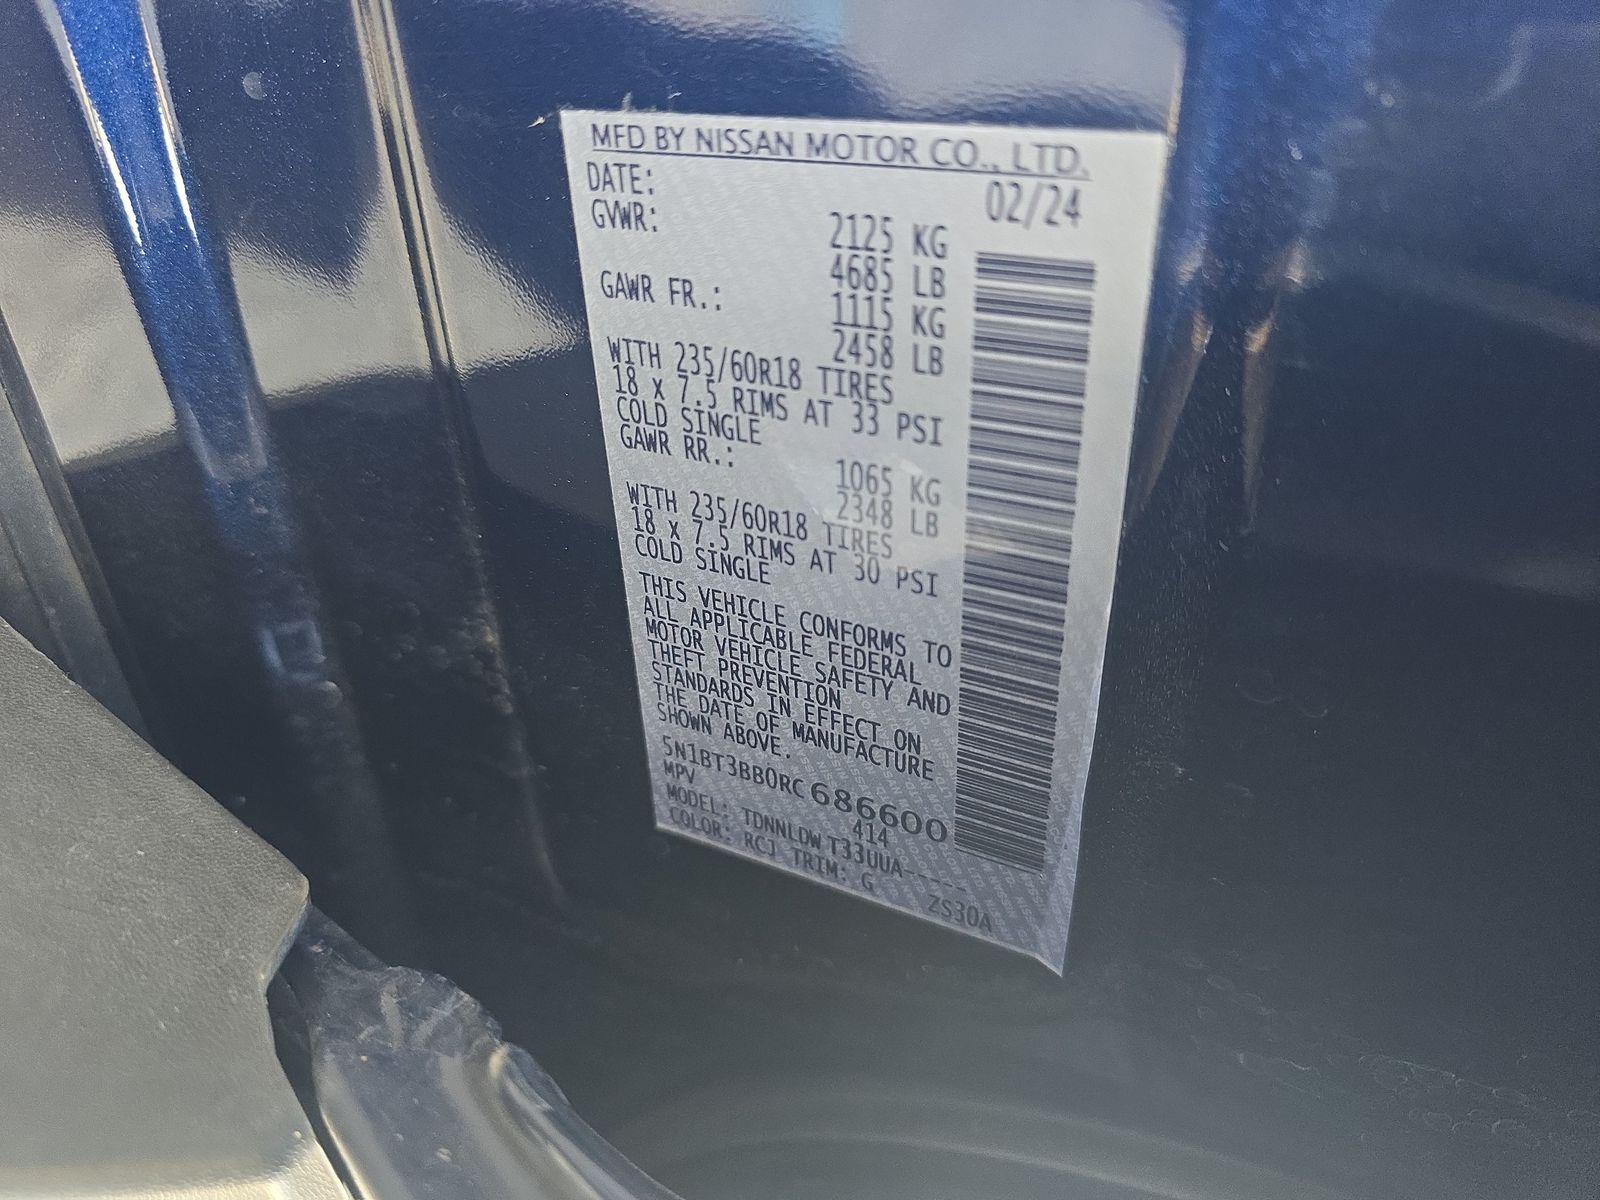 MFD BY NISSAN MOTOR CO., LTD.
DATE: 02/24
GVWR: 2125 KG
4685 LB
GAWR FR.: 1115 KG
2458 LB
WITH 235/60R18 TIRES
18 X 7.5 RIMS AT 33 PSI
COLD SINGLE
GAWR RR.: 1065 KG
2348 LB
WITH 235/60R18 TIRES
18 X 7.5 RIMS AT 30 PSI
COLD SINGLE
THIS VEHICLE CONFORMS TO
ALL APPLICABLE FEDERAL
MOTOR VEHICLE SAFETY AND
THEFT PREVENTION
STANDARDS IN EFFECT ON
THE DATE OF MANUFACTURE
SHOWN ABOVE.
5N1BT3BB0RC686600
MPV 414
MODEL: TDNNLDW T33UUA-----
COLOR: RCJ TRIM: G ZS30A